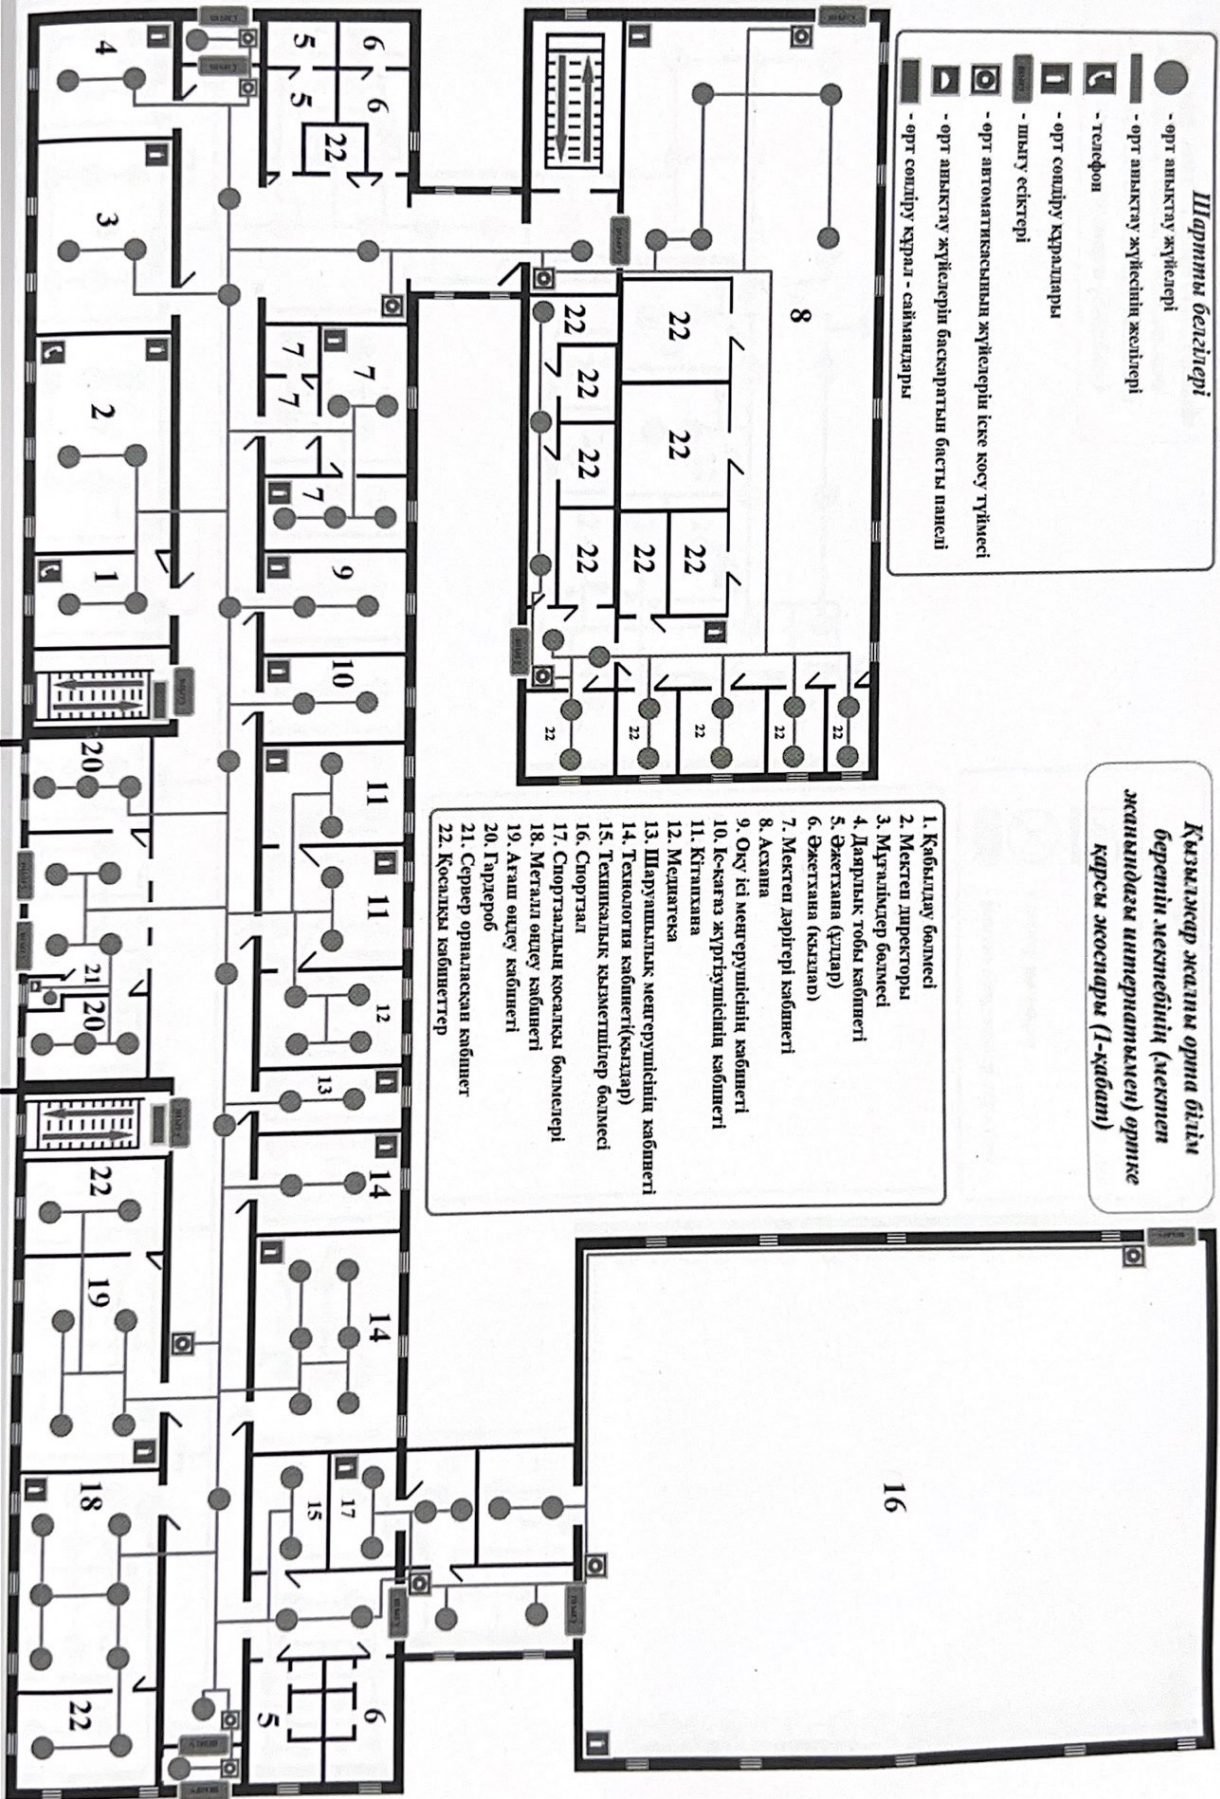 Шартты белгілері
- өрт анықтау жүйелері
- өрт анықтау жүйесінің желілері
- телефон
- өрт сөндіру құралдары
- шығу есіктері
- өрт автоматикасының жүйелерін іске қосу түймесі
- өрт анықтау жүйелерін басқаратын басты панелі
- өрт сөндіру құрал - саймандары
Қызылжар жалпы орта білім
беретін мектебінің (мектеп
жанындағы интернатымен) өртке
қарсы жоспары (1-қабат)
1. Қабылдау бөлмесі
2. Мектеп директоры
3. Мұғалімдер бөлмесі
4. Даярлық тобы кабинеті
5. Әжетхана (ұлдар)
6. Әжетхана (қыздар)
7. Мектеп дәрігері кабинеті
8. Асхана
9. Оқу ісі меңгерушісінің кабинеті
10. Іс-қағаз жүргізушісінің кабинеті
11. Кітапхана
12. Медиатека
13. Шаруашылық меңгерушісінің кабинеті
14. Технология кабинеті(қыздар)
15. Техникалық қызметшілер бөлмесі
16. Спортзал
17. Спортзалдың қосалқы бөлмелері
18. Металл өңдеу кабинеті
19. Ағаш өңдеу кабинеті
20. Гардероб
21. Сервер орналасқан кабинет
22. Қосалқы кабинеттер
8
22
22
22
22
22
22
22
22
22
22
22
22
22
16
6
6
5
5
22
7
7
7
7
9
10
11
11
12
13
14
14
17
15
6
5
4
3
2
1
20
21
20
22
19
18
22